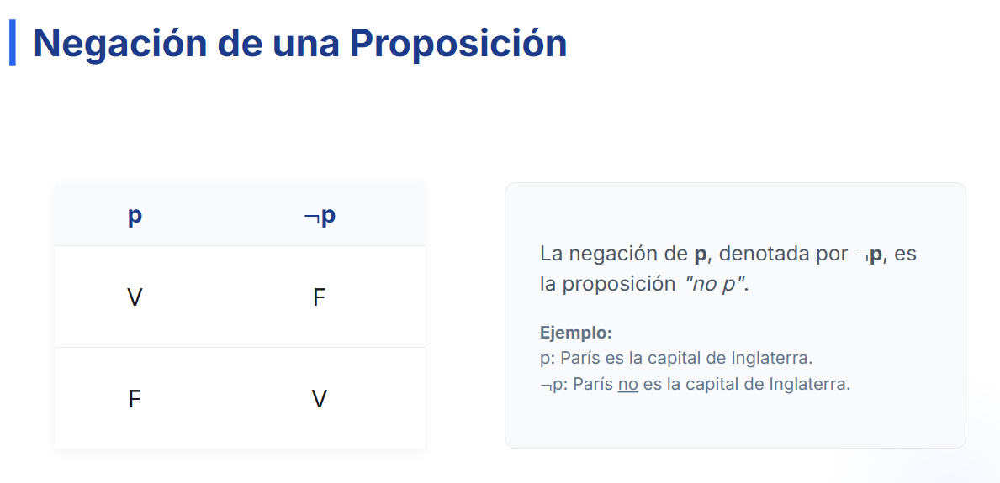 Negación de una Proposición
p ¬p
V F
F V
La negación de p, denotada por ¬p, es
la proposición "no p".
Ejemplo:
p: París es la capital de Inglaterra.
¬p: París no es la capital de Inglaterra.